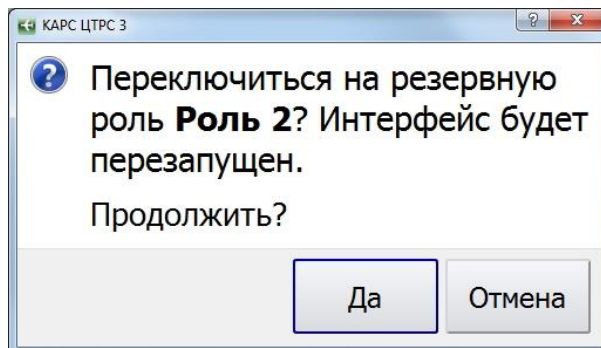 КАРС ЦТРС 3
Переключиться на резервную
роль Роль 2? Интерфейс будет
перезапущен.
Продолжить?
Да
Отмена